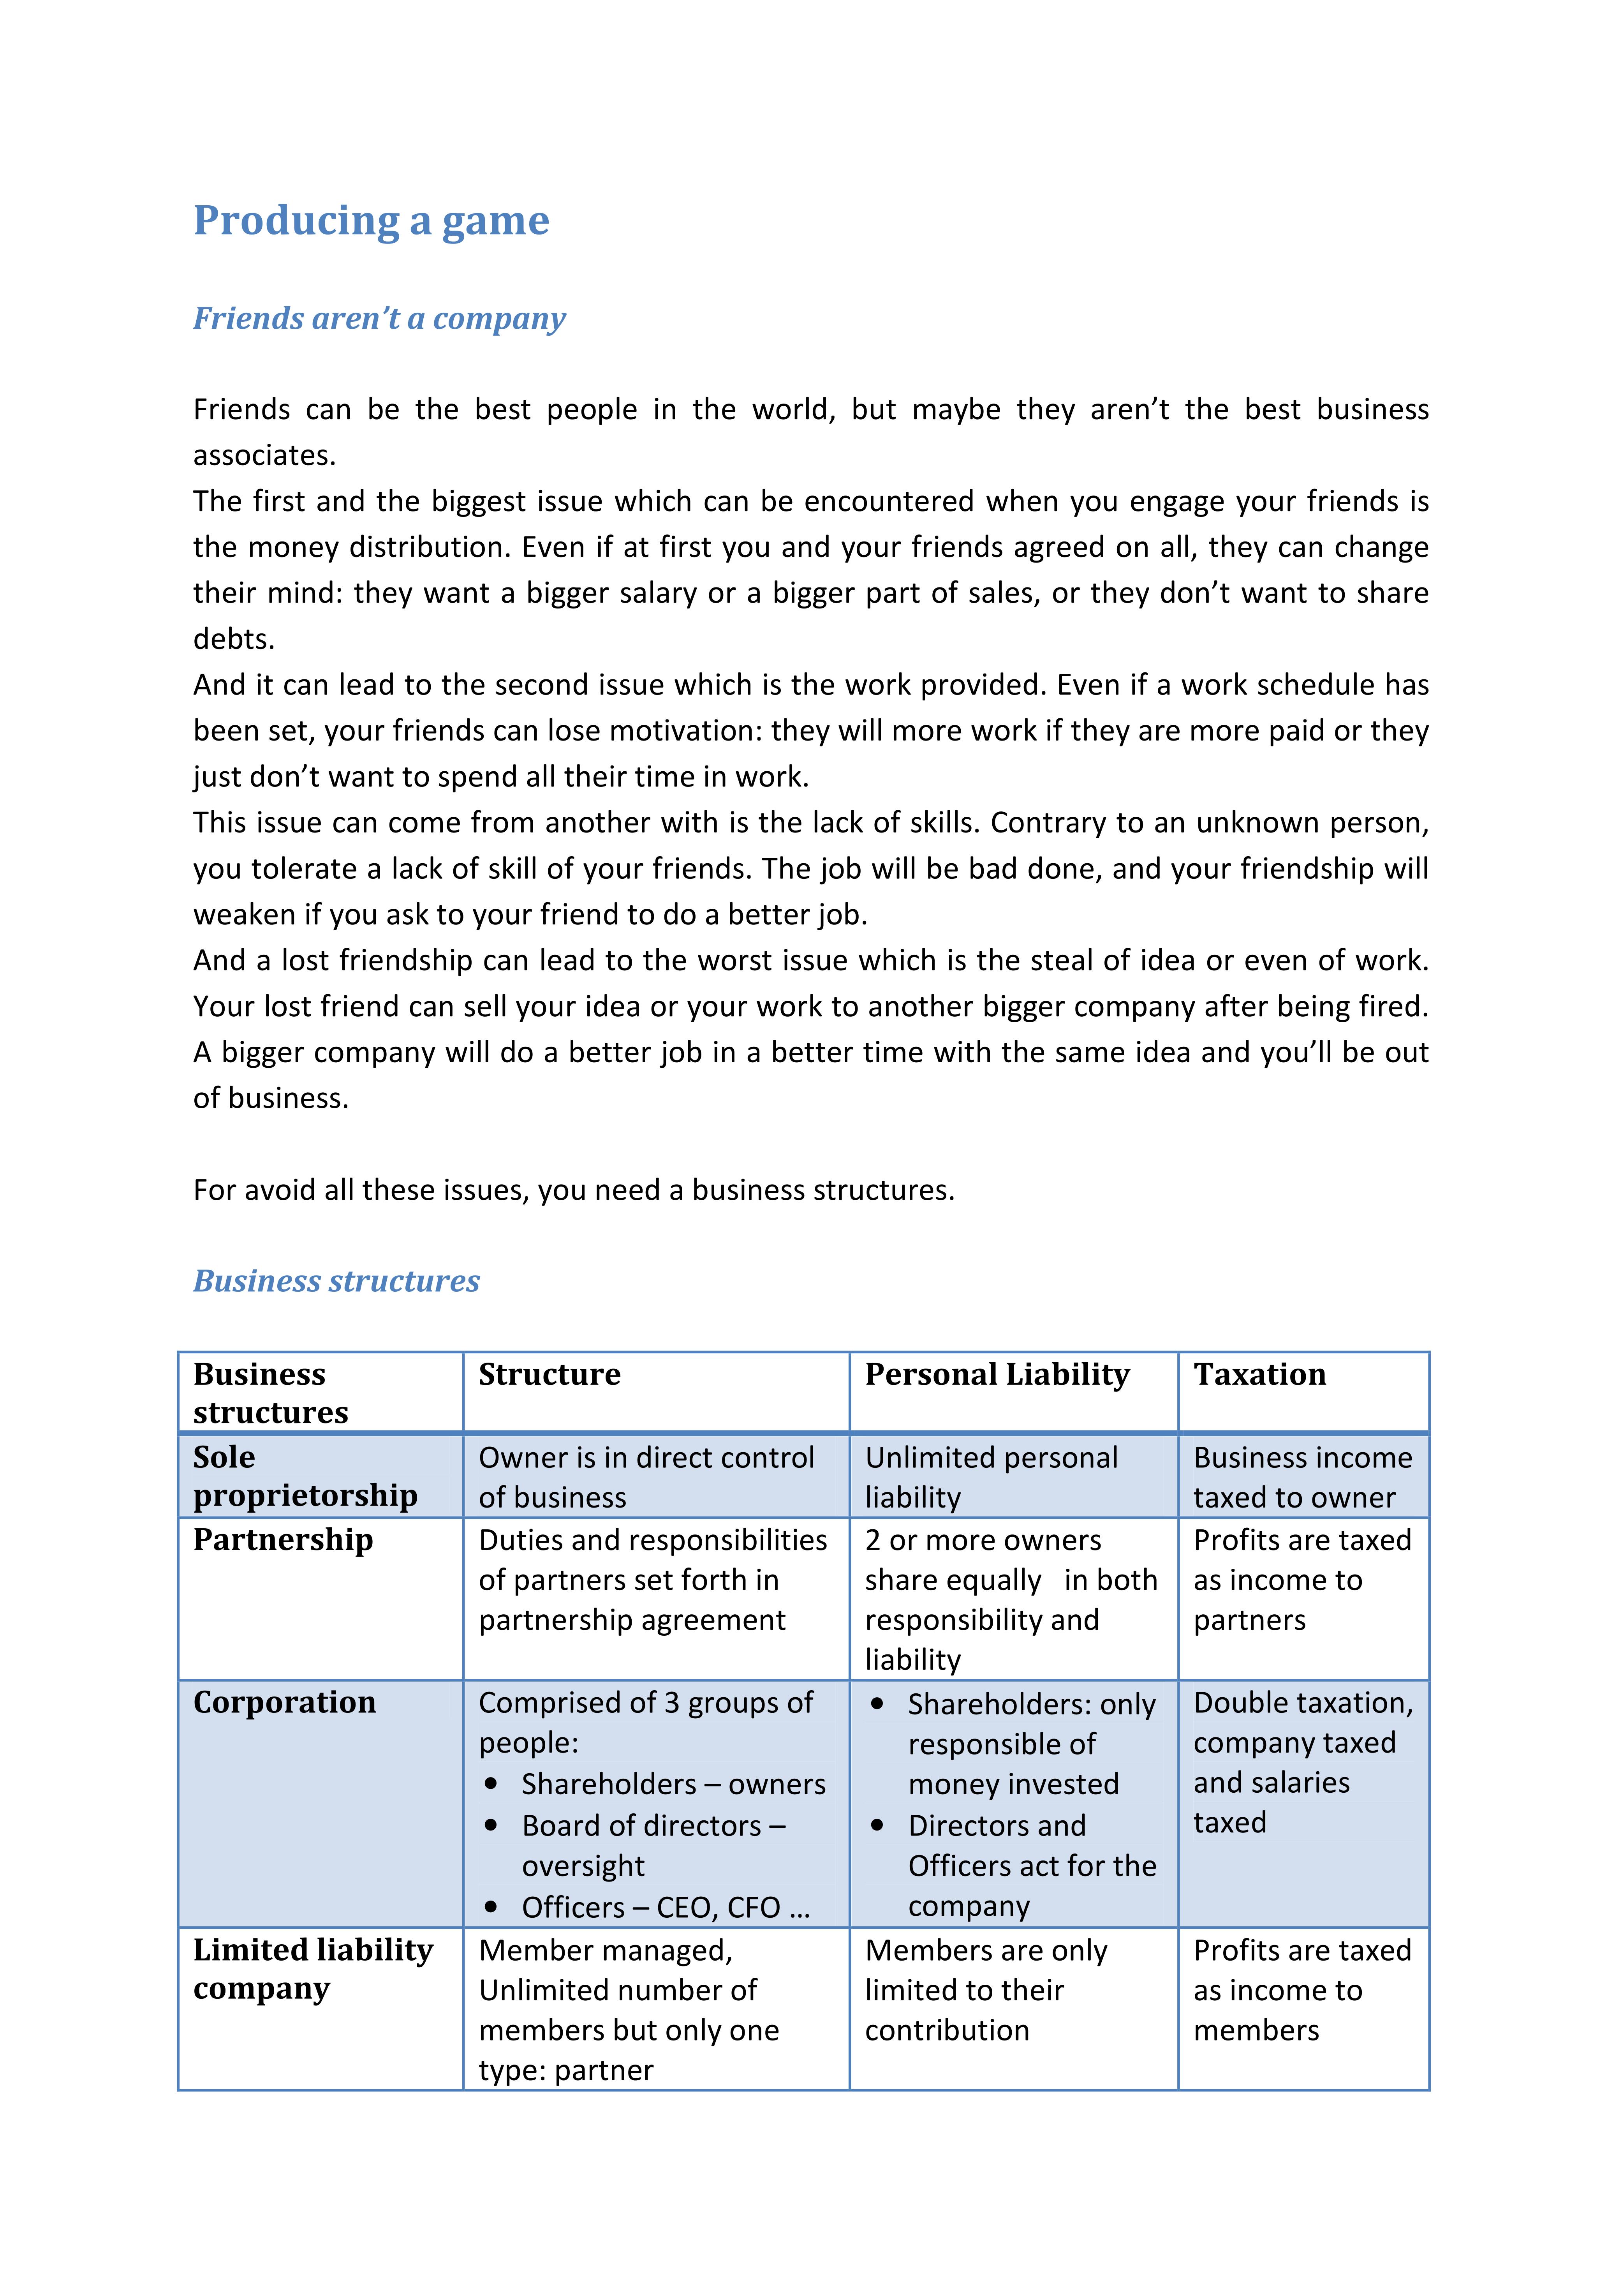 Producing a game
Friends aren’t a company
Friends can be the best people in the world, but maybe they aren’t the best business
associates.
The first and the biggest issue which can be encountered when you engage your friends is
the money distribution. Even if at first you and your friends agreed on all, they can change
their mind: they want a bigger salary or a bigger part of sales, or they don’t want to share
debts.
And it can lead to the second issue which is the work provided. Even if a work schedule has
been set, your friends can lose motivation: they will more work if they are more paid or they
just don’t want to spend all their time in work.
This issue can come from another with is the lack of skills. Contrary to an unknown person,
you tolerate a lack of skill of your friends. The job will be bad done, and your friendship will
weaken if you ask to your friend to do a better job.
And a lost friendship can lead to the worst issue which is the steal of idea or even of work.
Your lost friend can sell your idea or your work to another bigger company after being fired.
A bigger company will do a better job in a better time with the same idea and you’ll be out
of business.
For avoid all these issues, you need a business structures.
Business structures
Business
structures
Structure
Personal Liability
Taxation
Sole
proprietorship
Owner is in direct control
of business
Unlimited personal
liability
Business income
taxed to owner
Partnership
Duties and responsibilities
of partners set forth in
partnership agreement
2 or more owners
share equally in both
responsibility and
liability
Profits are taxed
as income to
partners
Corporation
Comprised of 3 groups of
people:
• Shareholders – owners
• Board of directors –
oversight
• Officers – CEO, CFO …
• Shareholders: only
responsible of
money invested
• Directors and
Officers act for the
company
Double taxation,
company taxed
and salaries
taxed
Limited liability
company
Member managed,
Unlimited number of
members but only one
type: partner
Members are only
limited to their
contribution
Profits are taxed
as income to
members